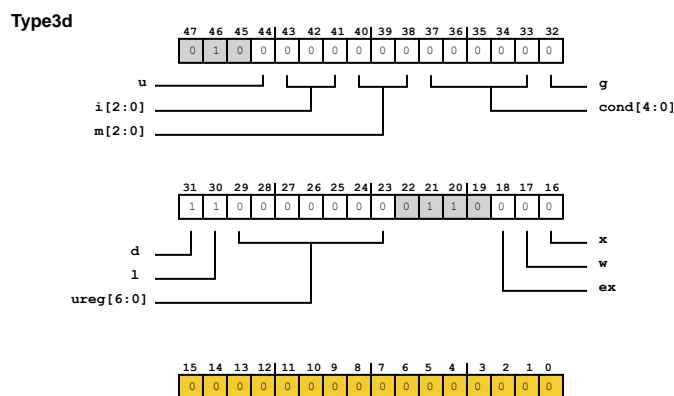 Type3d
47 46 45 44 43 42 41 40 39 38 37 36 35 34 33 32
0 1 0 0 0 0 0 0 0 0 0 0 0 0 0 0
u
g
i[2:0]
cond[4:0]
m[2:0]
31 30 29 28 27 26 25 24 23 22 21 20 19 18 17 16
1 1 0 0 0 0 0 0 0 0 1 1 0 0 0 0
d
x
l
w
ureg[6:0]
ex
15 14 13 12 11 10 9 8 7 6 5 4 3 2 1 0
0 0 0 0 0 0 0 0 0 0 0 0 0 0 0 0